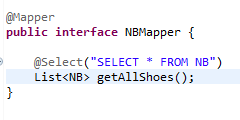 @Mapper
public interface NBMapper {
@Select("SELECT * FROM NB")
List<NB> getAllShoes();
}